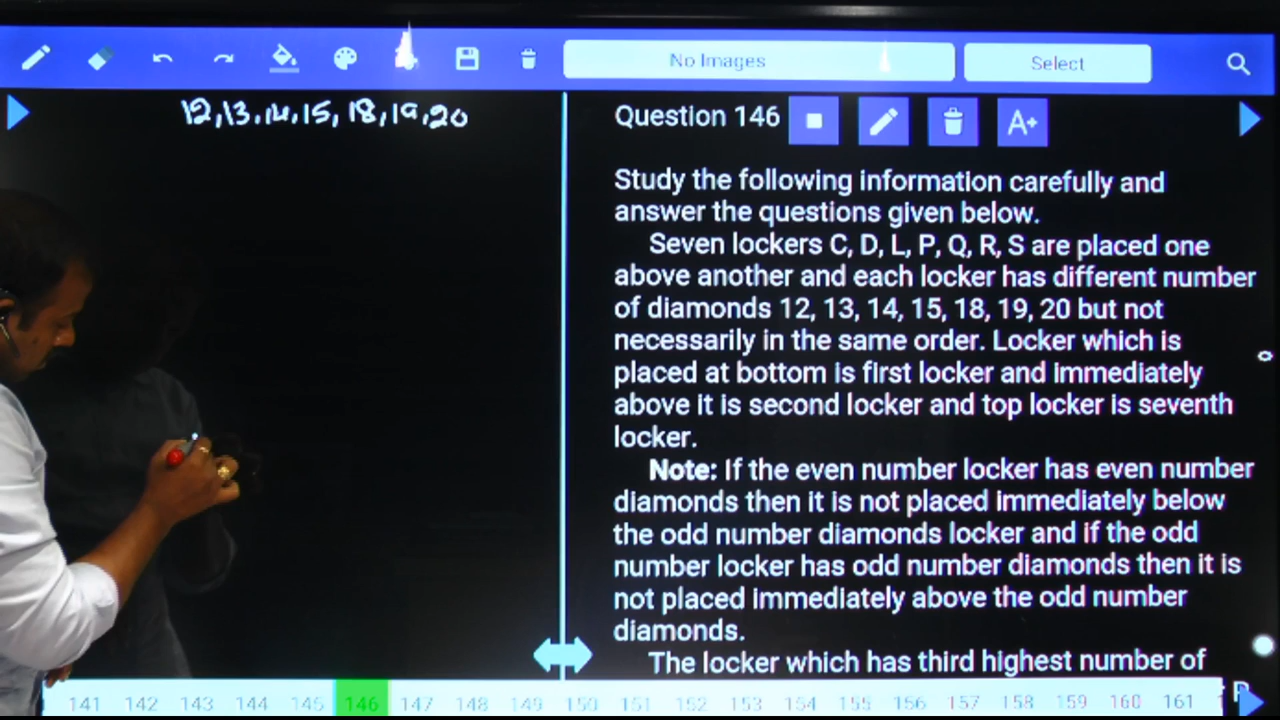 No Images
Select
12,13,14,15,18,19,20
Question 146
A+
Study the following information carefully and
answer the questions given below.
Seven lockers C, D, L, P, Q, R, S are placed one
above another and each locker has different number
of diamonds 12, 13, 14, 15, 18, 19, 20 but not
necessarily in the same order. Locker which is
placed at bottom is first locker and immediately
above it is second locker and top locker is seventh
locker.
Note: If the even number locker has even number
diamonds then it is not placed immediately below
the odd number diamonds locker and if the odd
number locker has odd number diamonds then it is
not placed immediately above the odd number
diamonds.
The locker which has third highest number of
141 142 143 144 145 146 147 148 149 150 151 152 153 154 155 156 157 158 159 160 161